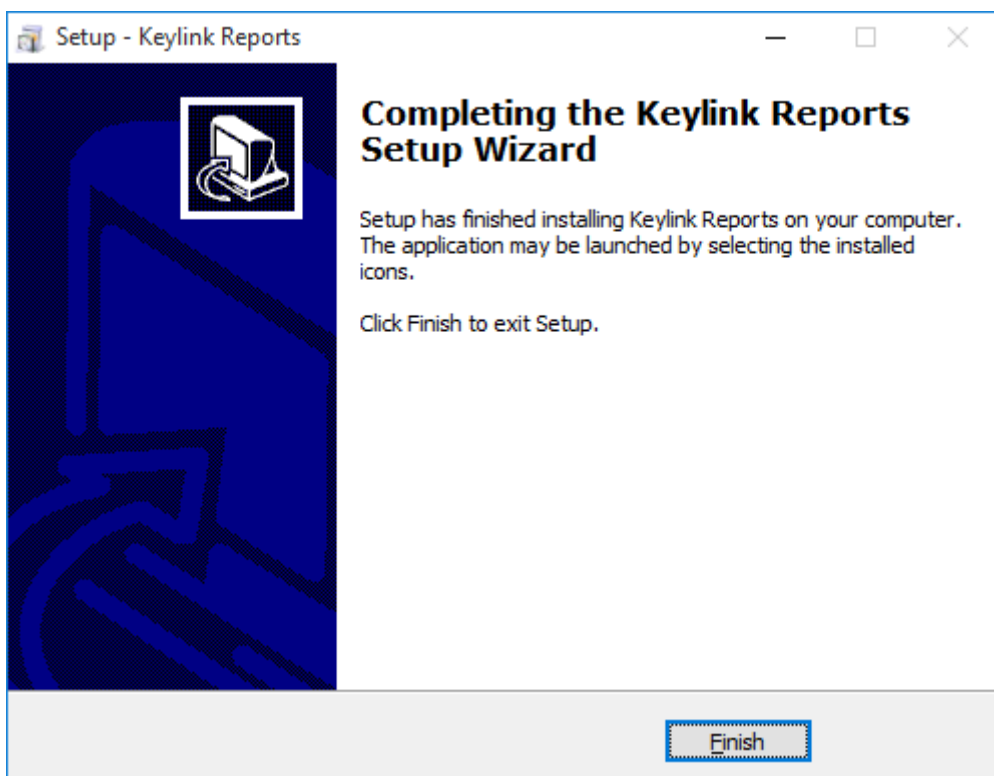 Setup - Keylink Reports
Completing the Keylink Reports
Setup Wizard
Setup has finished installing Keylink Reports on your computer.
The application may be launched by selecting the installed
icons.
Click Finish to exit Setup.
Finish